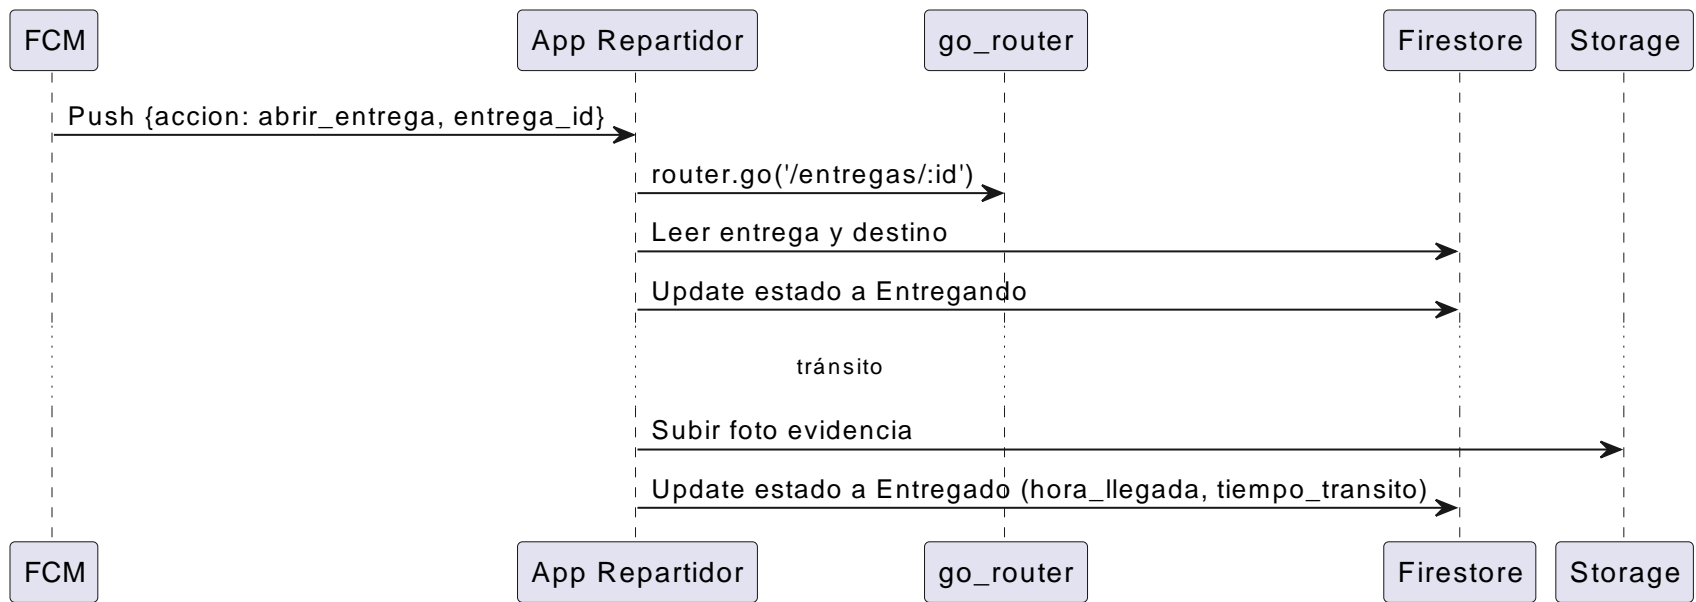 FCM
App Repartidor
go_router
Firestore
Storage
Push {accion: abrir_entrega, entrega_id}
router.go('/entregas/:id')
Leer entrega y destino
Update estado a Entregando
tránsito
Subir foto evidencia
Update estado a Entregado (hora_llegada, tiempo_transito)
FCM
App Repartidor
go_router
Firestore
Storage